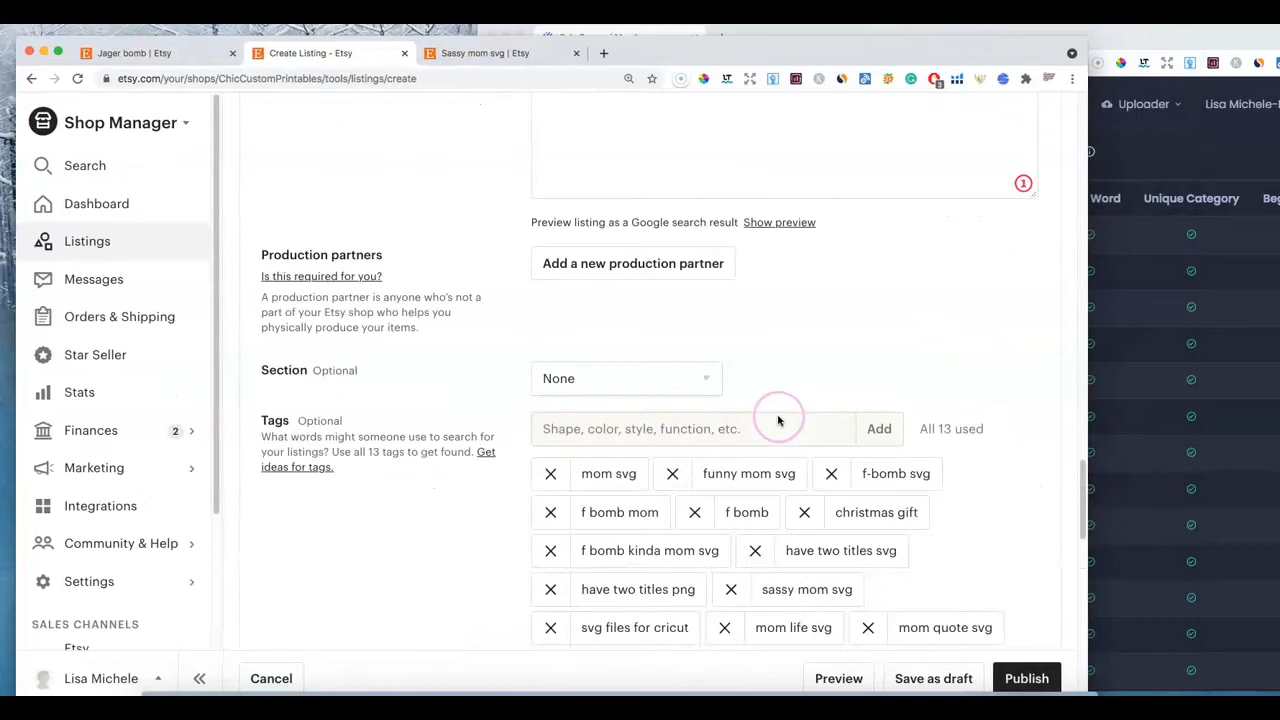 Jager bomb | Etsy
Create Listing - Etsy
Sassy mom svg | Etsy
etsy.com/your/shops/ChicCustomPrintables/tools/listings/create
Shop Manager
Search
Dashboard
Listings
Messages
Orders & Shipping
Star Seller
Stats
Finances 2
Marketing
Integrations
Community & Help
Settings
SALES CHANNELS
Etsy
Lisa Michele
1
Preview listing as a Google search result Show preview
Production partners
Is this required for you?
A production partner is anyone who's not a
part of your Etsy shop who helps you
physically produce your items.
Add a new production partner
Section Optional
None
Tags Optional
What words might someone use to search for
your listings? Use all 13 tags to get found. Get
ideas for tags.
Shape, color, style, function, etc. Add All 13 used
mom svg funny mom svg f-bomb svg
f bomb mom f bomb christmas gift
f bomb kinda mom svg have two titles svg
have two titles png sassy mom svg
svg files for cricut mom life svg mom quote svg
Cancel Preview Save as draft Publish
Uploader Lisa Michele-
Word Unique Category Beg